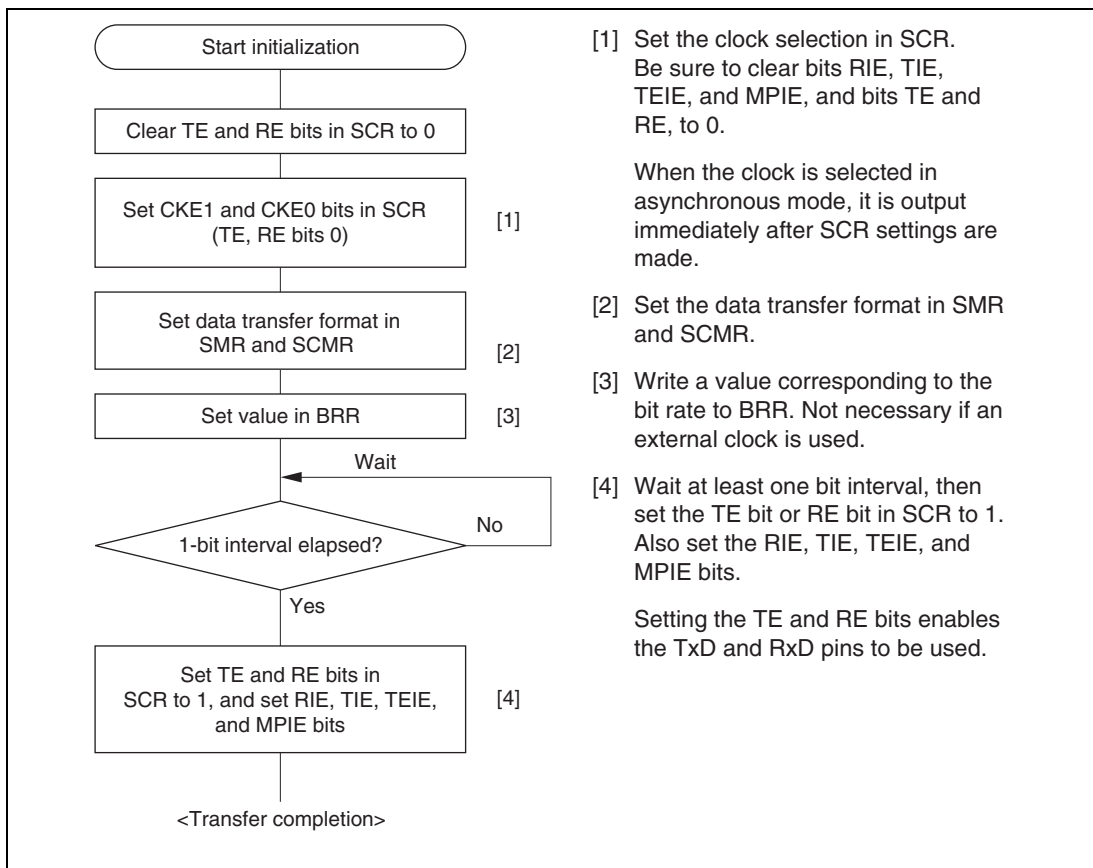 Start initialization
Clear TE and RE bits in SCR to 0
Set CKE1 and CKE0 bits in SCR
(TE, RE bits 0)
[1]
Set data transfer format in
SMR and SCMR
[2]
Set value in BRR
[3]
Wait
1-bit interval elapsed?
No
Yes
Set TE and RE bits in
SCR to 1, and set RIE, TIE, TEIE,
and MPIE bits
[4]
<Transfer completion>
[1] Set the clock selection in SCR.
Be sure to clear bits RIE, TIE,
TEIE, and MPIE, and bits TE and
RE, to 0.
When the clock is selected in
asynchronous mode, it is output
immediately after SCR settings are
made.
[2] Set the data transfer format in SMR
and SCMR.
[3] Write a value corresponding to the
bit rate to BRR. Not necessary if an
external clock is used.
[4] Wait at least one bit interval, then
set the TE bit or RE bit in SCR to 1.
Also set the RIE, TIE, TEIE, and
MPIE bits.
Setting the TE and RE bits enables
the TxD and RxD pins to be used.